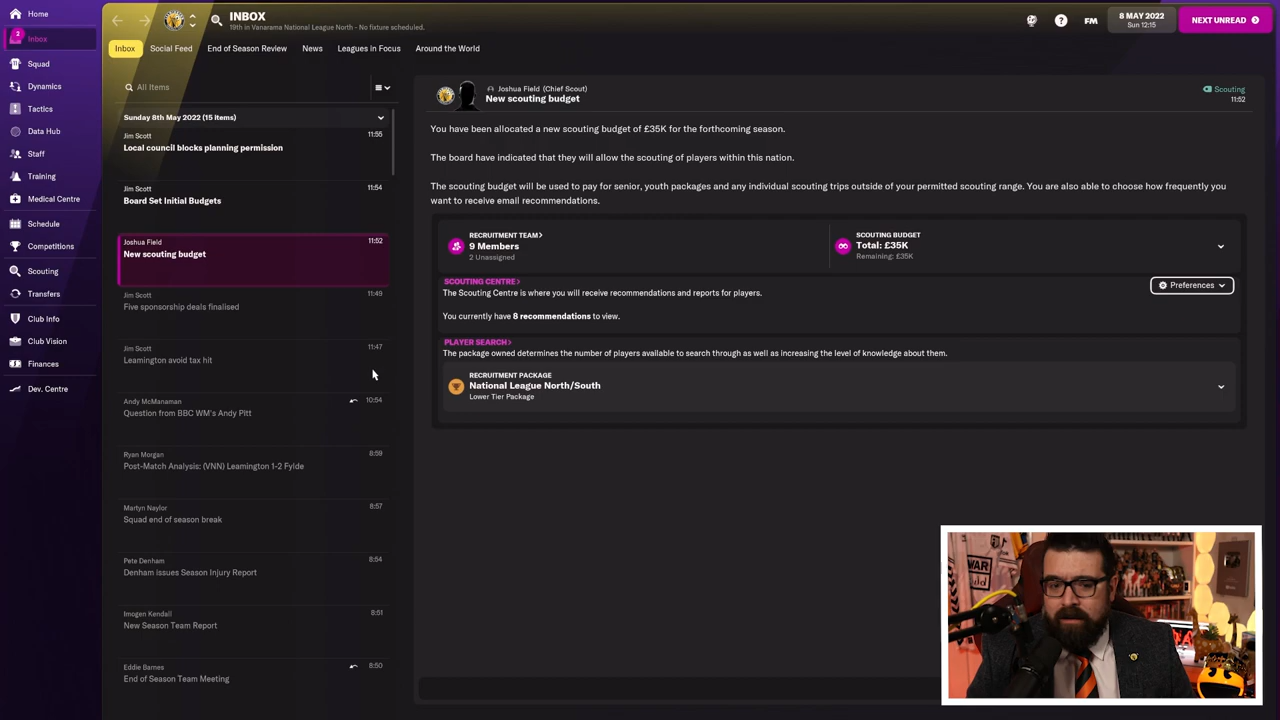 Home
2
Inbox
Squad
Dynamics
Tactics
Data Hub
Staff
Training
Medical Centre
Schedule
Competitions
Scouting
Transfers
Club Info
Club Vision
Finances
Dev. Centre
INBOX
19th in Vanarama National League North - No fixture scheduled.
?
FM
8 MAY 2022
Sun 12:15
NEXT UNREAD
Inbox
Social Feed
End of Season Review
News
Leagues in Focus
Around the World
All Items
Sunday 8th May 2022 (15 items)
Jim Scott 11:55
Local council blocks planning permission
Jim Scott 11:54
Board Set Initial Budgets
Joshua Field 11:52
New scouting budget
Jim Scott 11:49
Five sponsorship deals finalised
Jim Scott 11:47
Leamington avoid tax hit
Andy McManaman 10:54
Question from BBC WM's Andy Pitt
Ryan Morgan 8:59
Post-Match Analysis: (VNN) Leamington 1-2 Fylde
Martyn Naylor 8:57
Squad end of season break
Pete Denham 8:54
Denham issues Season Injury Report
Imogen Kendall 8:51
New Season Team Report
Eddie Barnes 8:50
End of Season Team Meeting
Joshua Field (Chief Scout)
New scouting budget
Scouting
11:52
You have been allocated a new scouting budget of £35K for the forthcoming season.
The board have indicated that they will allow the scouting of players within this nation.
The scouting budget will be used to pay for senior, youth packages and any individual scouting trips outside of your permitted scouting range. You are also able to choose how frequently you
want to receive email recommendations.
RECRUITMENT TEAM>
9 Members
2 Unassigned
SCOUTING BUDGET
Total: £35K
Remaining: £35K
SCOUTING CENTRE>
The Scouting Centre is where you will receive recommendations and reports for players.
Preferences
You currently have 8 recommendations to view.
PLAYER SEARCH>
The package owned determines the number of players available to search through as well as increasing the level of knowledge about them.
RECRUITMENT PACKAGE
National League North/South
Lower Tier Package
WAR